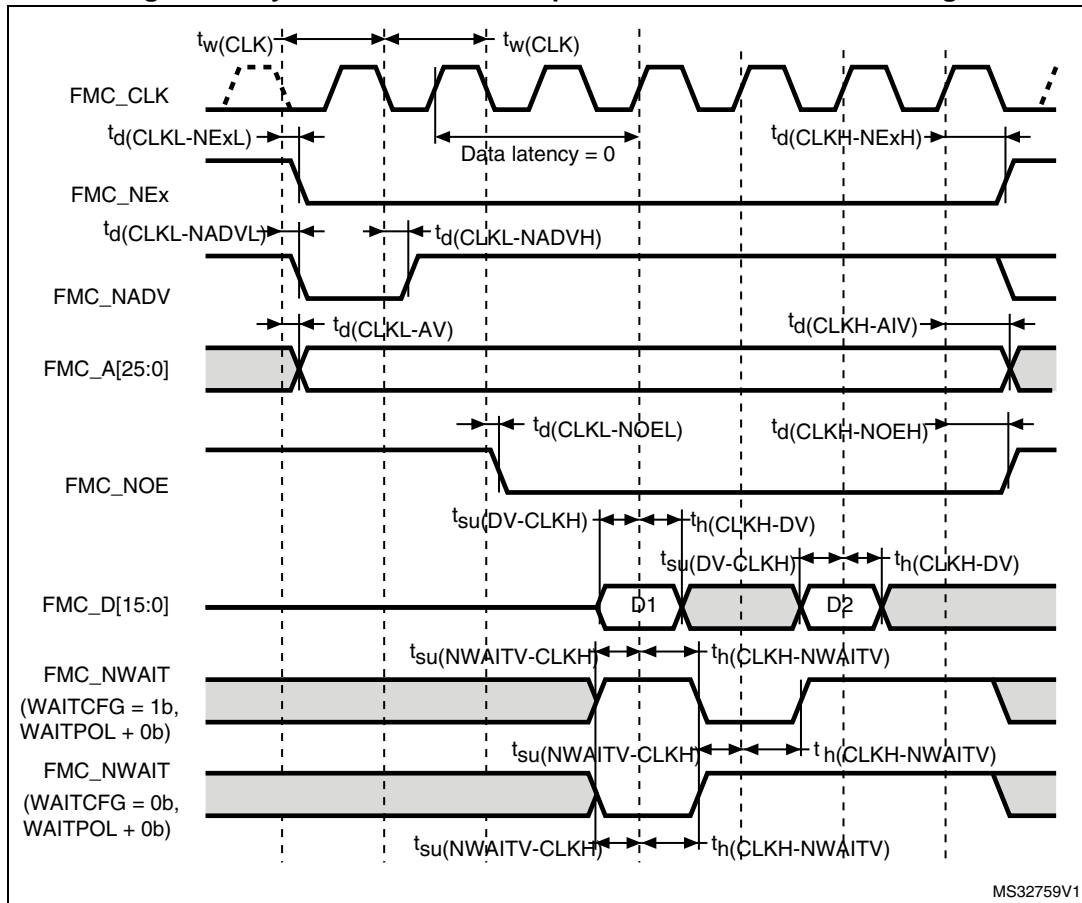 tw(CLK) tw(CLK)
FMC_CLK
td(CLKL-NExL) Data latency = 0 td(CLKH-NExH)
FMC_NEx
td(CLKL-NADVL) td(CLKL-NADVH)
FMC_NADV
td(CLKL-AV) td(CLKH-AIV)
FMC_A[25:0]
td(CLKL-NOEL) td(CLKH-NOEH)
FMC_NOE
tsu(DV-CLKH) th(CLKH-DV)
tsu(DV-CLKH) th(CLKH-DV)
FMC_D[15:0] D1 D2
tsu(NWAITV-CLKH) th(CLKH-NWAITV)
FMC_NWAIT
(WAITCFG = 1b,
WAITPOL + 0b)
tsu(NWAITV-CLKH) t h(CLKH-NWAITV)
FMC_NWAIT
(WAITCFG = 0b,
WAITPOL + 0b)
tsu(NWAITV-CLKH) th(CLKH-NWAITV)
MS32759V1